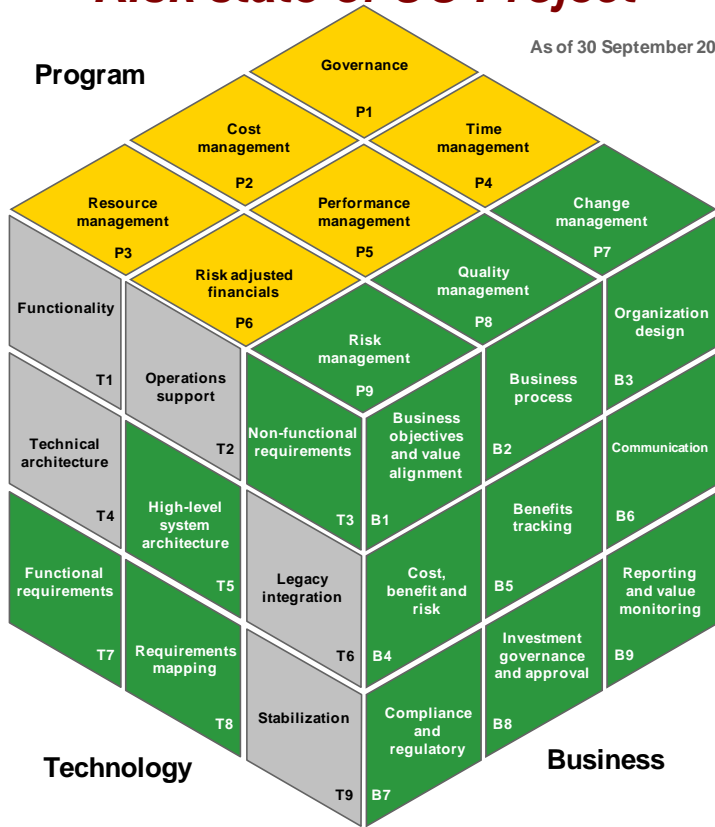 As of 30 September 20
Program
Governance
P1
Cost
management
P2
Time
management
P4
Resource
management
P3
Performance
management
P5
Change
management
P7
Risk adjusted
financials
P6
Quality
management
P8
Risk
management
P9
Functionality
T1
Operations
support
T2
Non-functional
requirements
T3
Technical
architecture
T4
High-level
system
architecture
T5
Legacy
integration
T6
Functional
requirements
T7
Requirements
mapping
T8
Stabilization
T9
Business
objectives
and value
alignment
B1
Business
process
B2
Organization
design
B3
Cost,
benefit and
risk
B4
Benefits
tracking
B5
Communication
B6
Compliance
and
regulatory
B7
Investment
governance
and approval
B8
Reporting
and value
monitoring
B9
Technology
Business